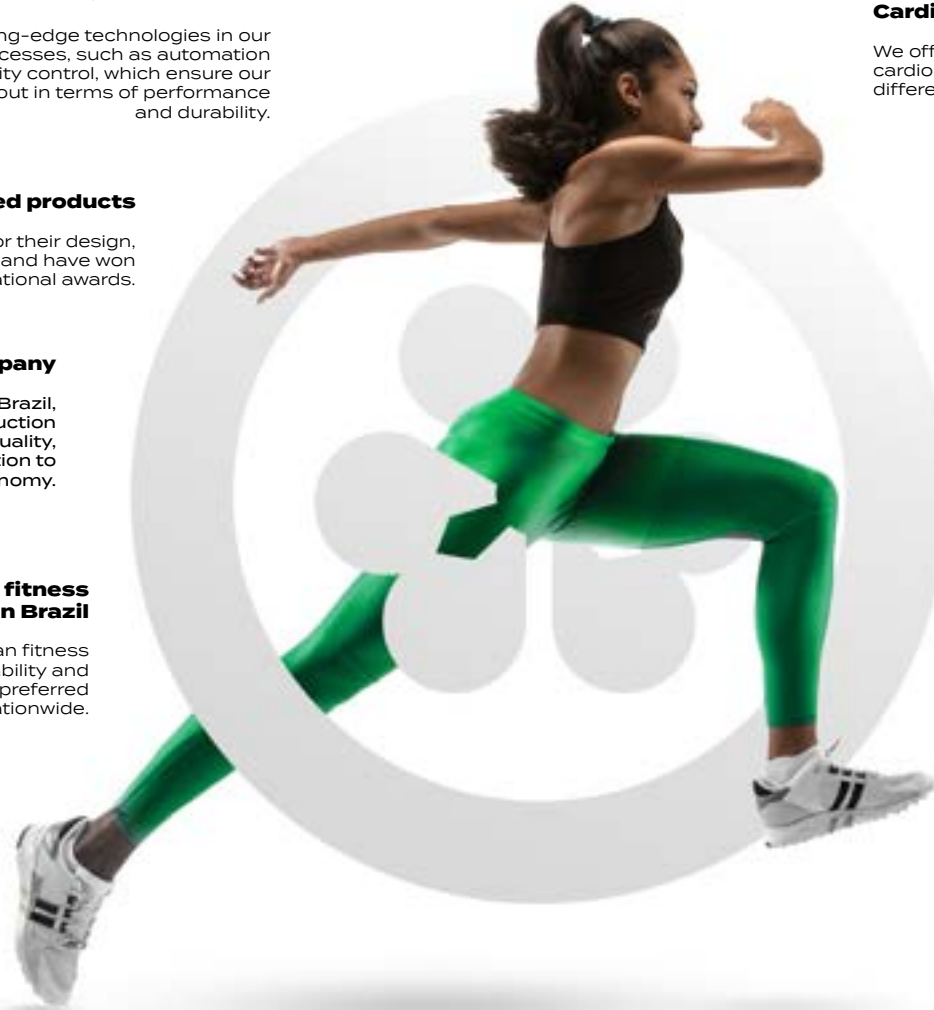 ng-edge technologies in our
cesses, such as automation
ity control, which ensure our
out in terms of performance
and durability.
ed products
or their design,
and have won
ational awards.
pany
Brazil,
uction
uality,
tion to
nomy.
fitness
n Brazil
an fitness
bility and
preferred
ationwide.
Cardi
We off
cardio
differe